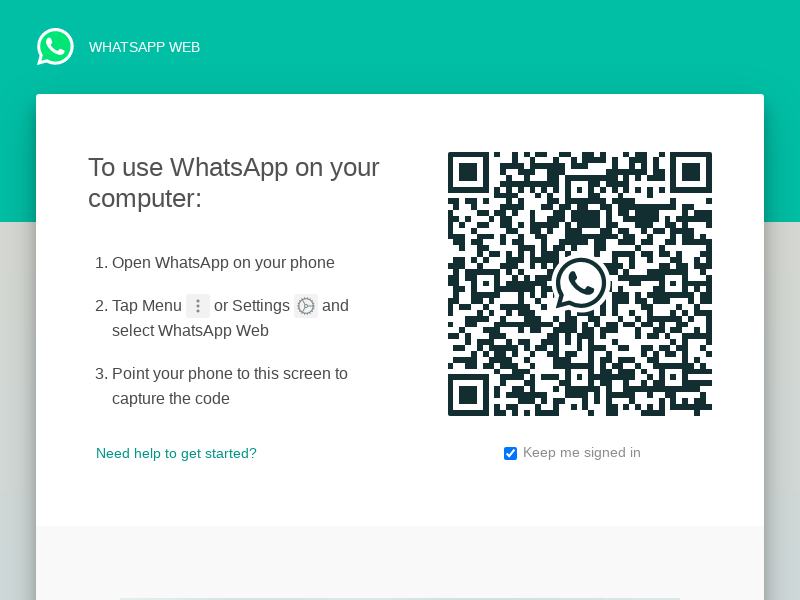 WHATSAPP WEB
To use WhatsApp on your
computer:
1. Open WhatsApp on your phone
2. Tap Menu or Settings and
select WhatsApp Web
3. Point your phone to this screen to
capture the code
Need help to get started?
Keep me signed in